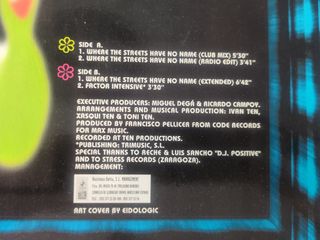 SIDE A.
1. WHERE THE STREETS HAVE NO NAME (CLUB MIX) 5'30"
2. WHERE THE STREETS HAVE NO NAME (RADIO EDIT) 3'41"
SIDE B.
1. WHERE THE STREETS HAVE NO NAME (EXTENDED) 6'42"
2. FACTOR INTENSIVE* 3'30"
EXECUTIVE PRODUCERS: MIGUEL DEGÁ & RICARDO CAMPOY.
ARRANGEMENTS AND MUSICAL PRODUCTION: IVAN TEN,
XASQUI TEN & TONI TEN.
PRODUCED BY FRANCISCO PELLICER FROM CODE RECORDS
FOR MAX MUSIC.
RECORDED AT TEN PRODUCTIONS.
*PUBLISHING: TRIMUSIC, S.L.
SPECIAL THANKS TO RECHE & LUIS SANCHO "D.J. POSITIVE"
AND TO STRESS RECORDS (ZARAGOZA).
MANAGEMENT:
S.L. MANAGEMENT
ART COVER BY EIDOLOGIC